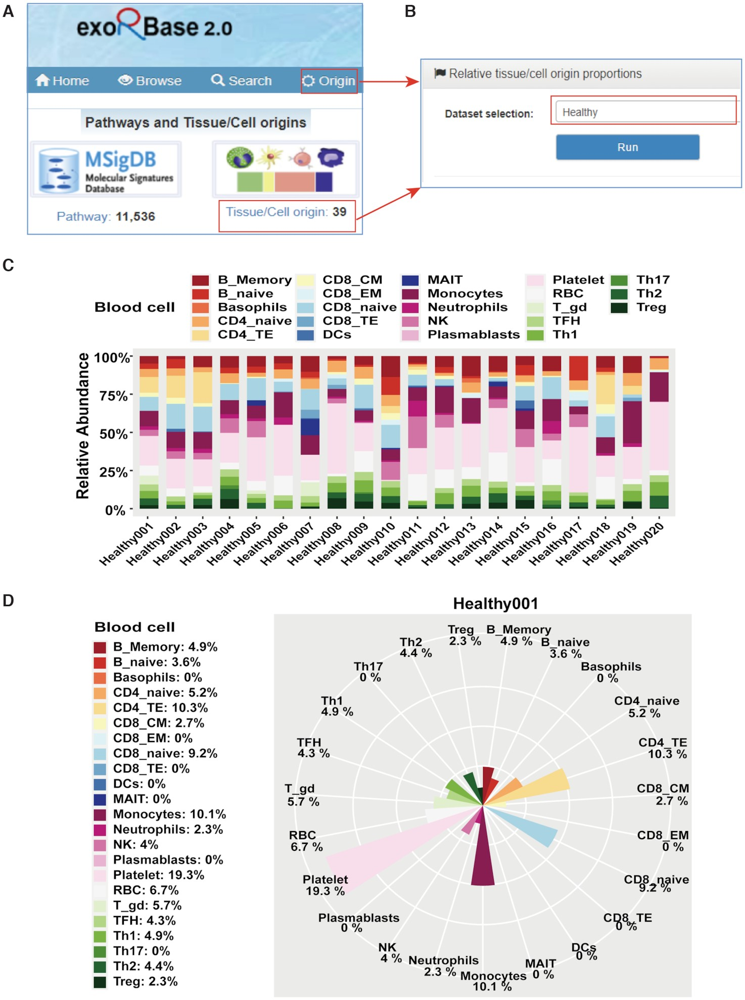 A
B
exoRBase 2.0
Home Browse Search Origin
Pathways and Tissue/Cell origins
MSigDB
Molecular Signatures
Database
Pathway: 11,536
Tissue/Cell origin: 39
Relative tissue/cell origin proportions
Dataset selection: Healthy
Run
C
Blood cell
B_Memory CD8_CM MAIT Platelet Th17
B_naive CD8_EM Monocytes RBC Th2
Basophils CD8_naive Neutrophils T_gd Treg
CD4_naive CD8_TE NK TFH
CD4_TE DCs Plasmablasts Th1
Relative Abundance
100%
75%
50%
25%
0%
Healthy001
Healthy002
Healthy003
Healthy004
Healthy005
Healthy006
Healthy007
Healthy008
Healthy009
Healthy010
Healthy011
Healthy012
Healthy013
Healthy014
Healthy015
Healthy016
Healthy017
Healthy018
Healthy019
Healthy020
D
Blood cell
B_Memory: 4.9%
B_naive: 3.6%
Basophils: 0%
CD4_naive: 5.2%
CD4_TE: 10.3%
CD8_CM: 2.7%
CD8_EM: 0%
CD8_naive: 9.2%
CD8_TE: 0%
DCs: 0%
MAIT: 0%
Monocytes: 10.1%
Neutrophils: 2.3%
NK: 4%
Plasmablasts: 0%
Platelet: 19.3%
RBC: 6.7%
T_gd: 5.7%
TFH: 4.3%
Th1: 4.9%
Th17: 0%
Th2: 4.4%
Treg: 2.3%
Healthy001
B_Memory
4.9 %
B_naive
3.6 %
Basophils
0 %
CD4_naive
5.2 %
CD4_TE
10.3 %
CD8_CM
2.7 %
CD8_EM
0 %
CD8_naive
9.2 %
CD8_TE
0 %
DCs
0 %
MAIT
0 %
Monocytes
10.1 %
Neutrophils
2.3 %
NK
4 %
Plasmablasts
0 %
Platelet
19.3 %
RBC
6.7 %
T_gd
5.7 %
TFH
4.3 %
Th1
4.9 %
Th17
0 %
Th2
4.4 %
Treg
2.3 %